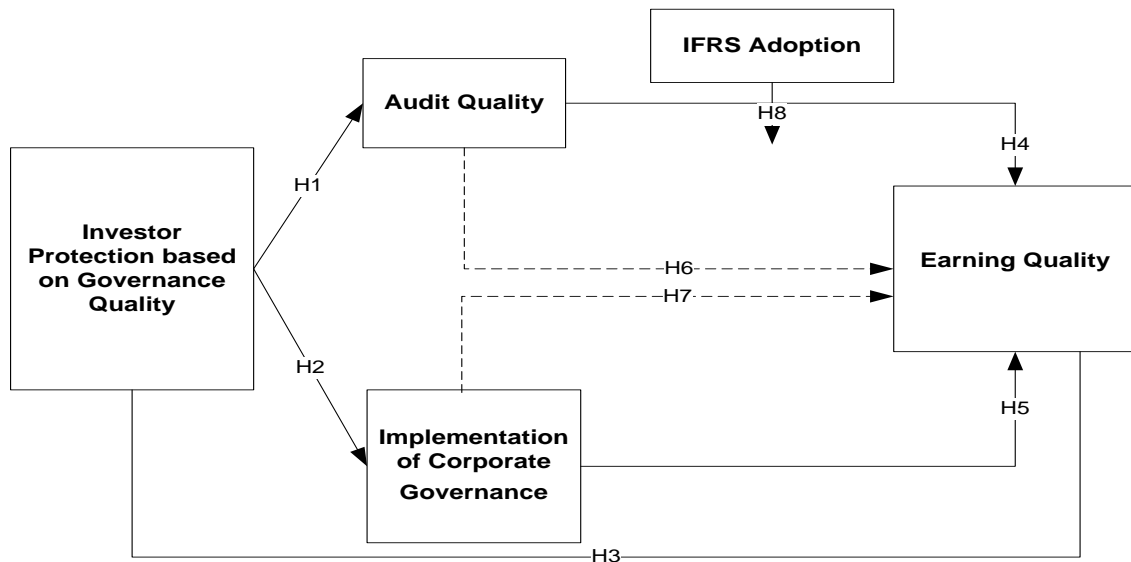 IFRS Adoption
Audit Quality
H8
H4
H1
Investor
Protection based
on Governance
Quality
H6
Earning Quality
H7
H2
Implementation
of Corporate
Governance
H5
H3